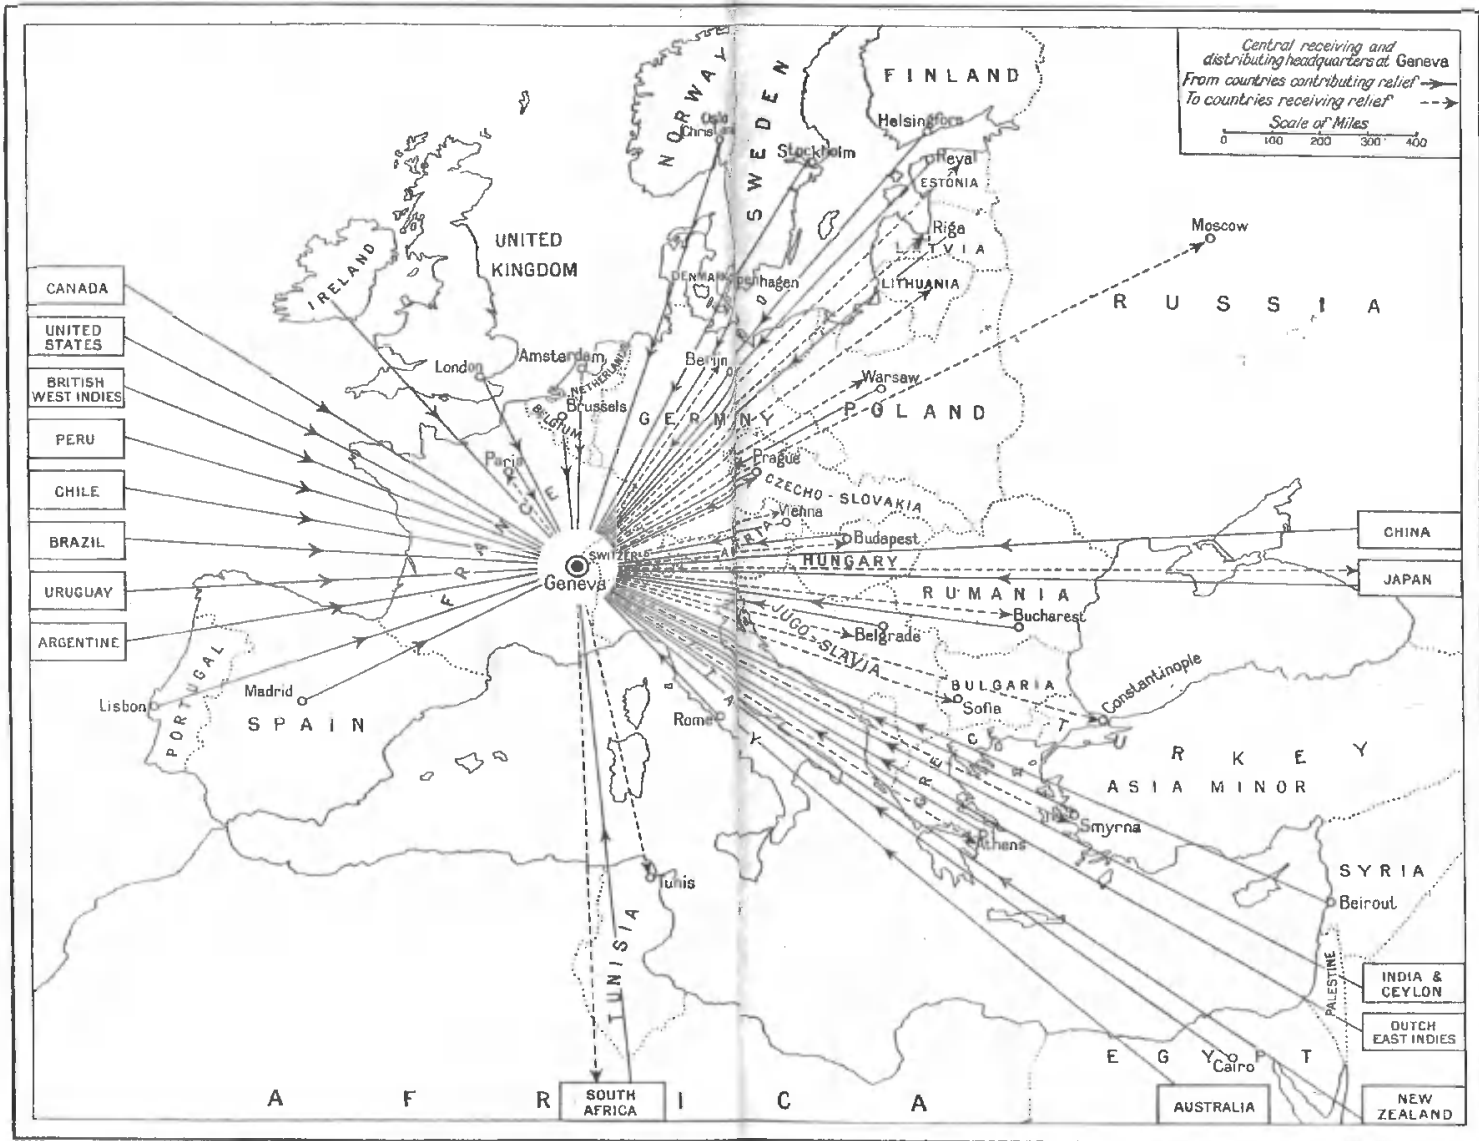 Central receiving and
distributing headquarters at Geneva
From countries contributing relief
To countries receiving relief
Scale of Miles
0 100 200 300 400
NORWAY
SWEDEN
FINLAND
Oslo
Helsingfors
Stockholm
Reval
ESTONIA
Riga
LATVIA
LITHUANIA
Moscow
RUSSIA
UNITED
KINGDOM
IRELAND
DENMARK
penhagen
London
Amsterdam
NETHERLANDS
Brussels
BELGIUM
Berlin
GERMNY
Warsaw
POLAND
Paris
FRANCE
Prague
CZECHO-SLOVAKIA
Vienna
Budapest
HUNGARY
Geneva
RUMANIA
Bucharest
JUGO-SLAVIA
Belgrade
BULGARIA
Sofia
Constantinople
TURKEY
ASIA MINOR
Smyrna
GREECE
Athens
ITALY
Rome
Madrid
SPAIN
Lisbon
PORTUGAL
Tunis
TUNISIA
SYRIA
Beirout
PALESTINE
EGYPT
Cairo
AFRICA
CANADA
UNITED
STATES
BRITISH
WEST INDIES
PERU
CHILE
BRAZIL
URUGUAY
ARGENTINE
CHINA
JAPAN
INDIA &
CEYLON
DUTCH
EAST INDIES
NEW
ZEALAND
AUSTRALIA
SOUTH
AFRICA